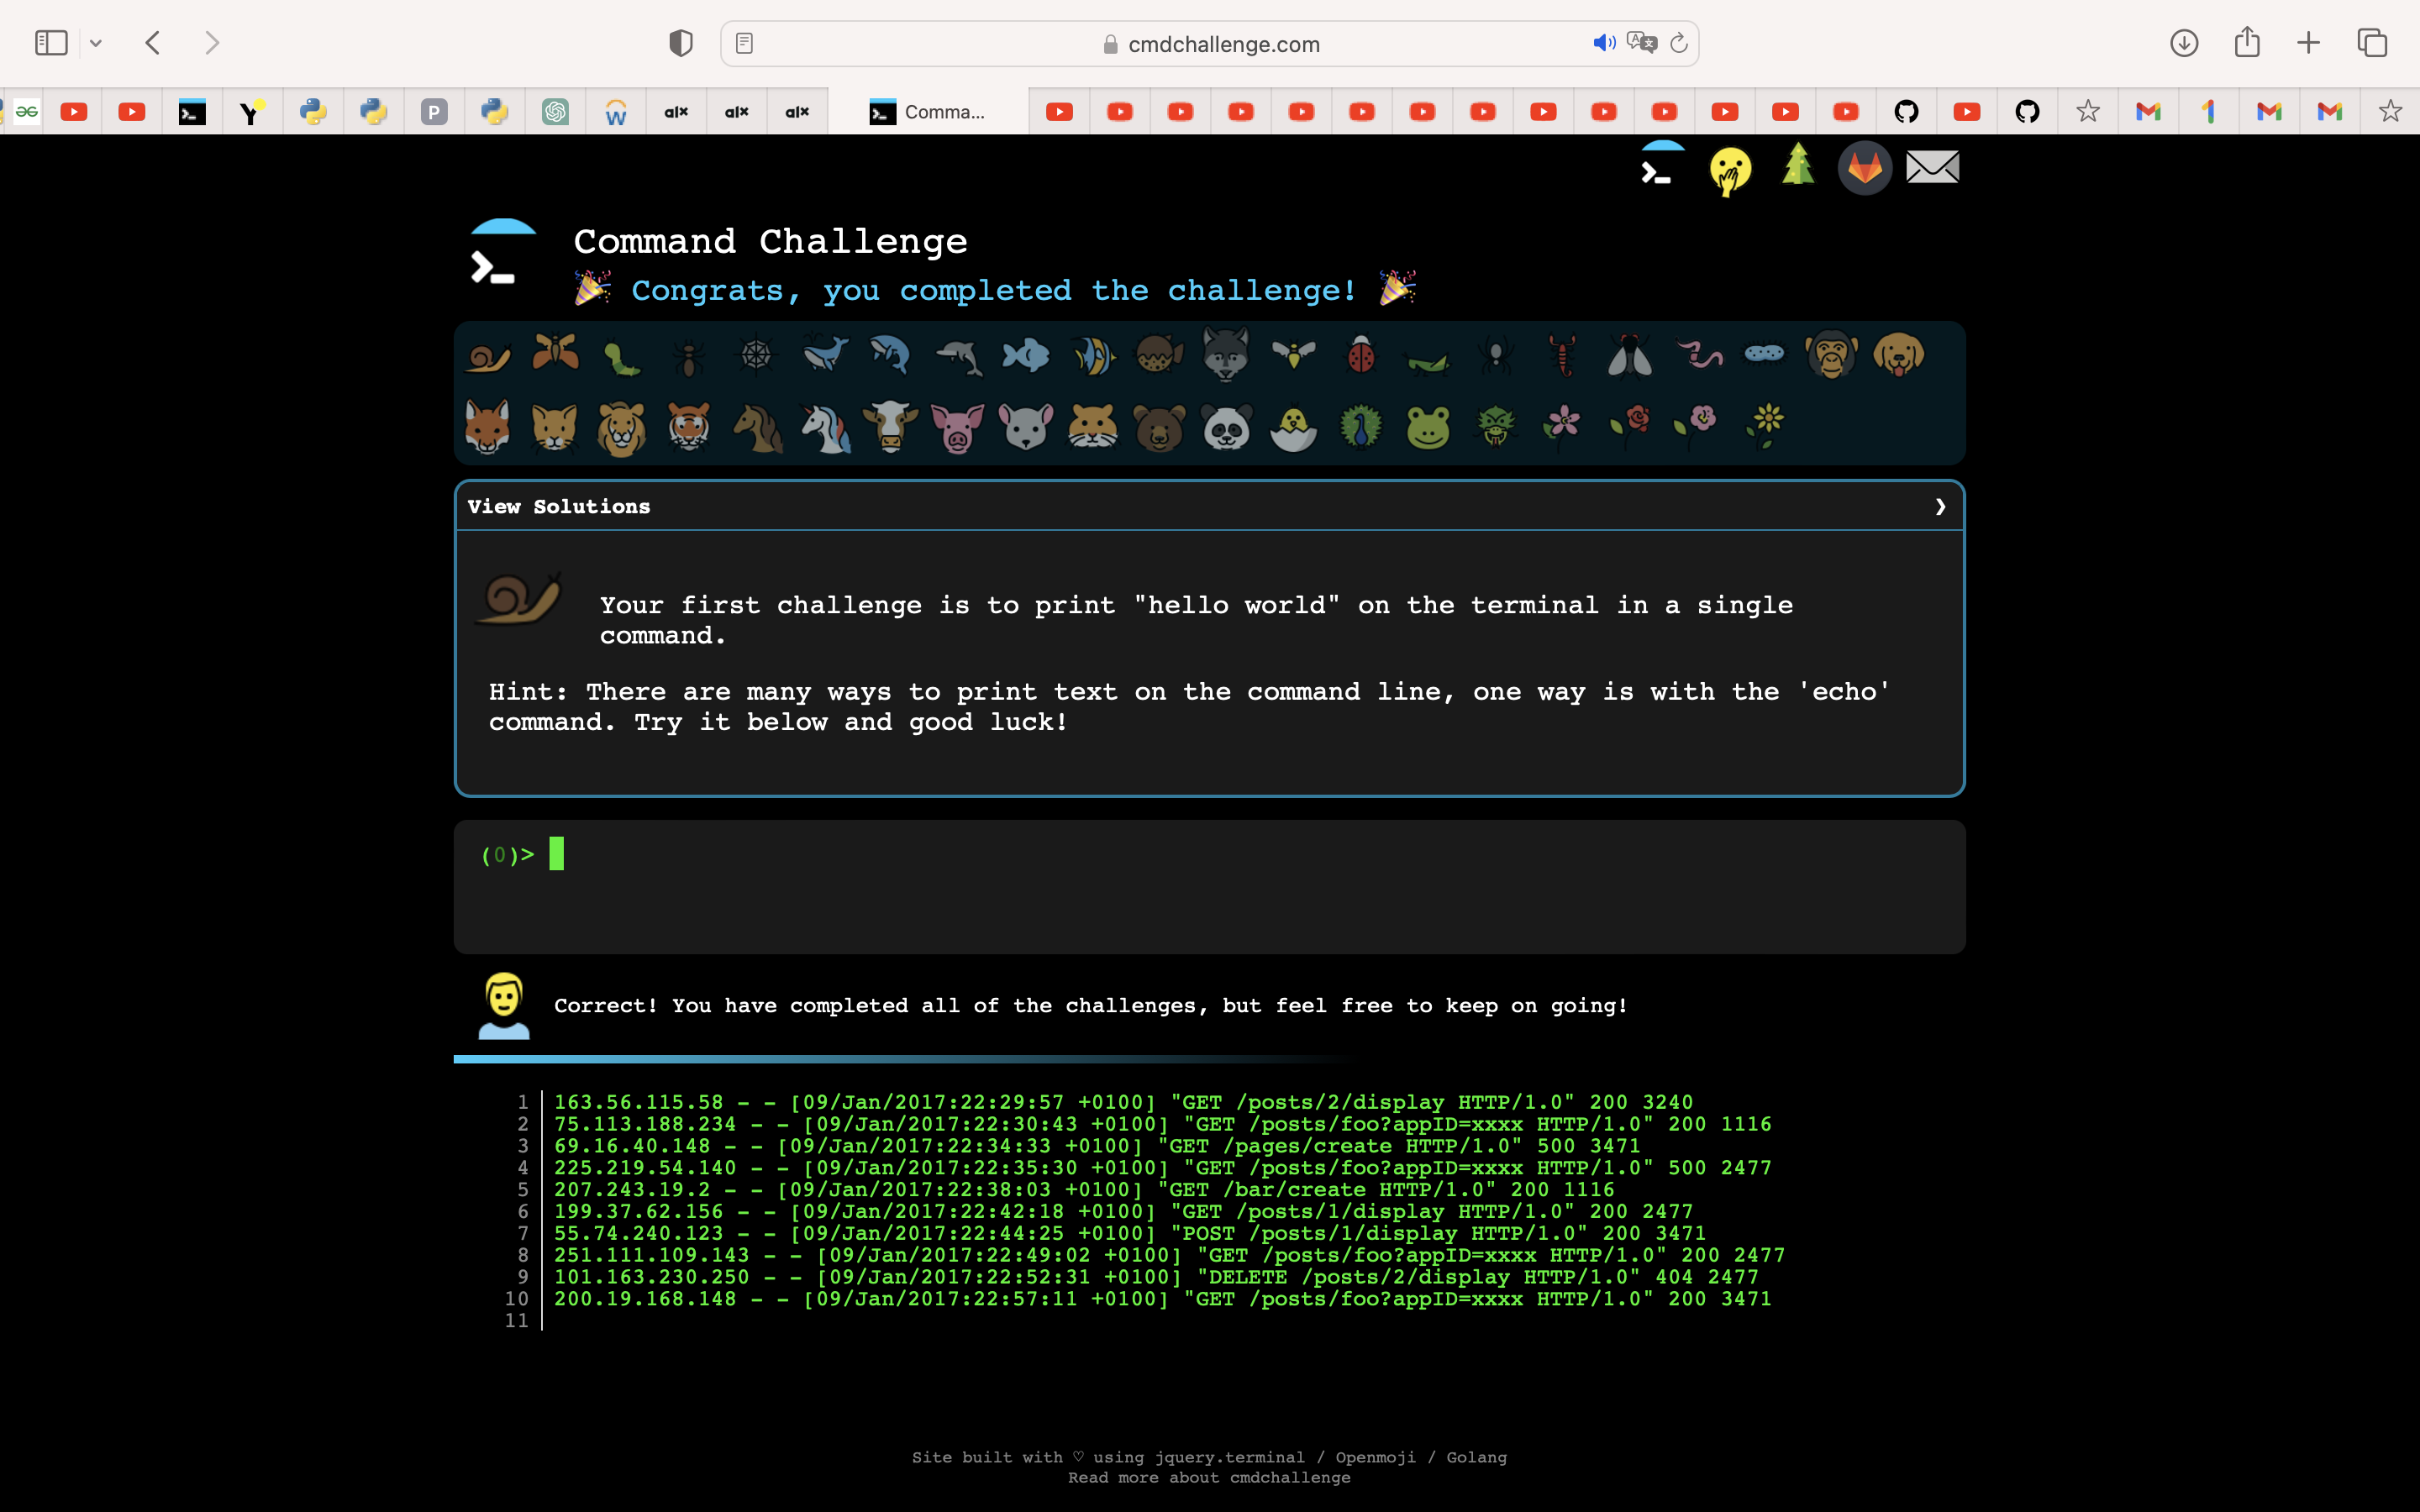 cmdchallenge.com
Comma...
Command Challenge
Congrats, you completed the challenge!
View Solutions
Your first challenge is to print "hello world" on the terminal in a single
command.
Hint: There are many ways to print text on the command line, one way is with the 'echo'
command. Try it below and good luck!
(0)>
Correct! You have completed all of the challenges, but feel free to keep on going!
1 163.56.115.58 - - [09/Jan/2017:22:29:57 +0100] "GET /posts/2/display HTTP/1.0" 200 3240
2 75.113.188.234 - - [09/Jan/2017:22:30:43 +0100] "GET /posts/foo?appID=xxxx HTTP/1.0" 200 1116
3 69.16.40.148 - - [09/Jan/2017:22:34:33 +0100] "GET /pages/create HTTP/1.0" 500 3471
4 225.219.54.140 - - [09/Jan/2017:22:35:30 +0100] "GET /posts/foo?appID=xxxx HTTP/1.0" 500 2477
5 207.243.19.2 - - [09/Jan/2017:22:38:03 +0100] "GET /bar/create HTTP/1.0" 200 1116
6 199.37.62.156 - - [09/Jan/2017:22:42:18 +0100] "GET /posts/1/display HTTP/1.0" 200 2477
7 55.74.240.123 - - [09/Jan/2017:22:44:25 +0100] "POST /posts/1/display HTTP/1.0" 200 3471
8 251.111.109.143 - - [09/Jan/2017:22:49:02 +0100] "GET /posts/foo?appID=xxxx HTTP/1.0" 200 2477
9 101.163.230.250 - - [09/Jan/2017:22:52:31 +0100] "DELETE /posts/2/display HTTP/1.0" 404 2477
10 200.19.168.148 - - [09/Jan/2017:22:57:11 +0100] "GET /posts/foo?appID=xxxx HTTP/1.0" 200 3471
11
Site built with ♡ using jquery.terminal / Openmoji / Golang
Read more about cmdchallenge